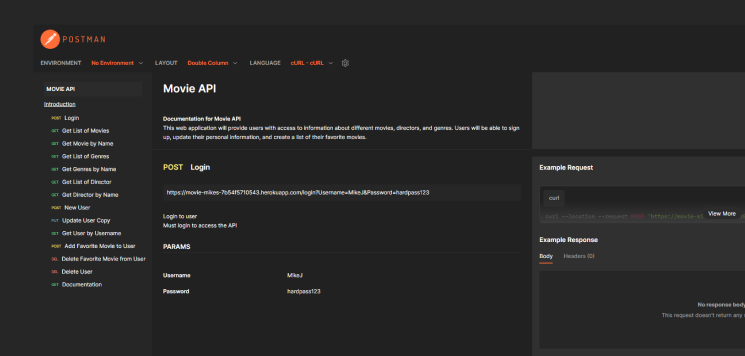 POSTMAN
ENVIRONMENT No Environment LAYOUT Double Column LANGUAGE cURL - cURL
MOVIE API
Introduction
POST Login
GET Get List of Movies
GET Get Movie by Name
GET Get List of Genres
GET Get Genres by Name
GET Get List of Director
GET Get Director by Name
POST New User
PUT Update User Copy
GET Get User by Username
POST Add Favorite Movie to User
DEL Delete Favorite Movie from User
DEL Delete User
GET Documentation
Movie API
Documentation for Movie API
This web application will provide users with access to information about different movies, directors, and genres. Users will be able to sign
up, update their personal information, and create a list of their favorite movies.
POST Login
https://movie-mikes-7b54f5710543.herokuapp.com/login?Username=MikeJ&Password=hardpass123
Login to user
Must login to access the API
PARAMS
Username MikeJ
Password hardpass123
Example Request
curl
curl --location --request POST 'https://movie-mi
View More
Example Response
Body Headers (0)
No response body
This request doesn't return any